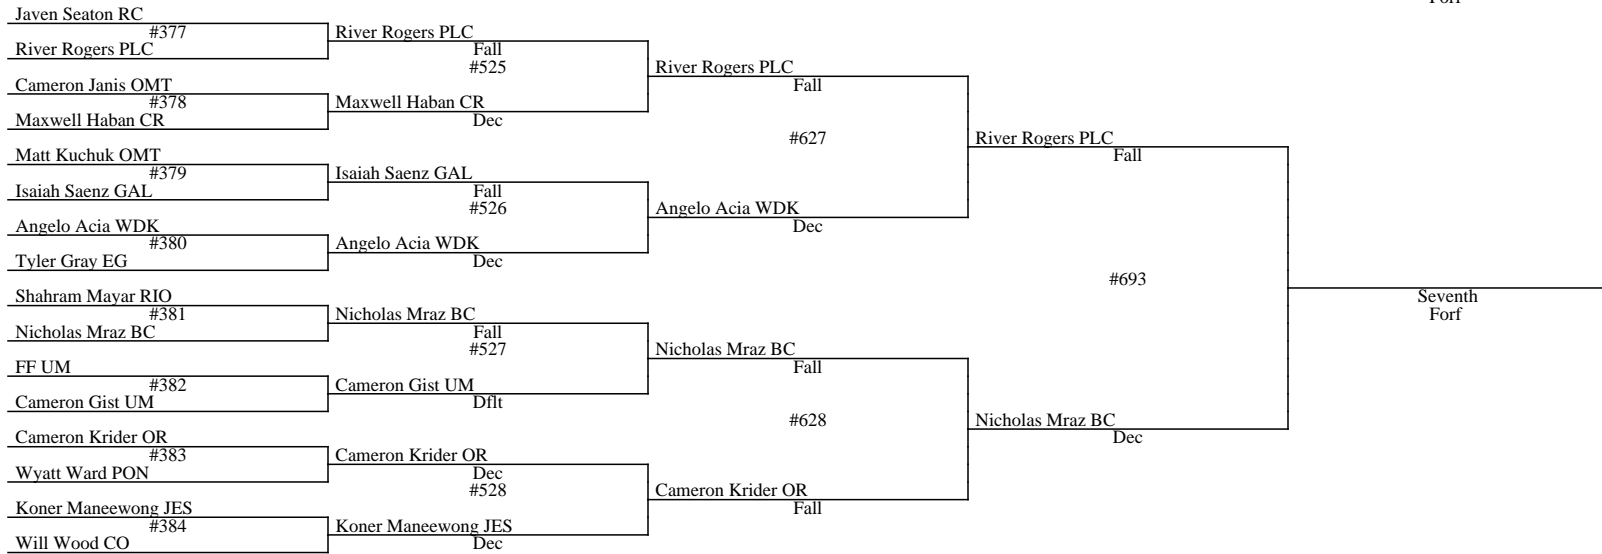 Forf
Javen Seaton RC
#377
River Rogers PLC
River Rogers PLC
Fall
#525
Cameron Janis OMT
#378
Maxwell Haban CR
Maxwell Haban CR
Dec
River Rogers PLC
Fall
#627
Matt Kuchuk OMT
#379
Isaiah Saenz GAL
Isaiah Saenz GAL
Fall
#526
Angelo Acia WDK
#380
Tyler Gray EG
Angelo Acia WDK
Dec
Angelo Acia WDK
Dec
River Rogers PLC
Fall
#693
Shahram Mayar RIO
#381
Nicholas Mraz BC
Nicholas Mraz BC
Fall
#527
FF UM
#382
Cameron Gist UM
Cameron Gist UM
Dflt
Nicholas Mraz BC
Fall
#628
Cameron Krider OR
#383
Wyatt Ward PON
Cameron Krider OR
Dec
#528
Koner Maneewong JES
#384
Will Wood CO
Koner Maneewong JES
Dec
Cameron Krider OR
Fall
Nicholas Mraz BC
Dec
Seventh
Forf